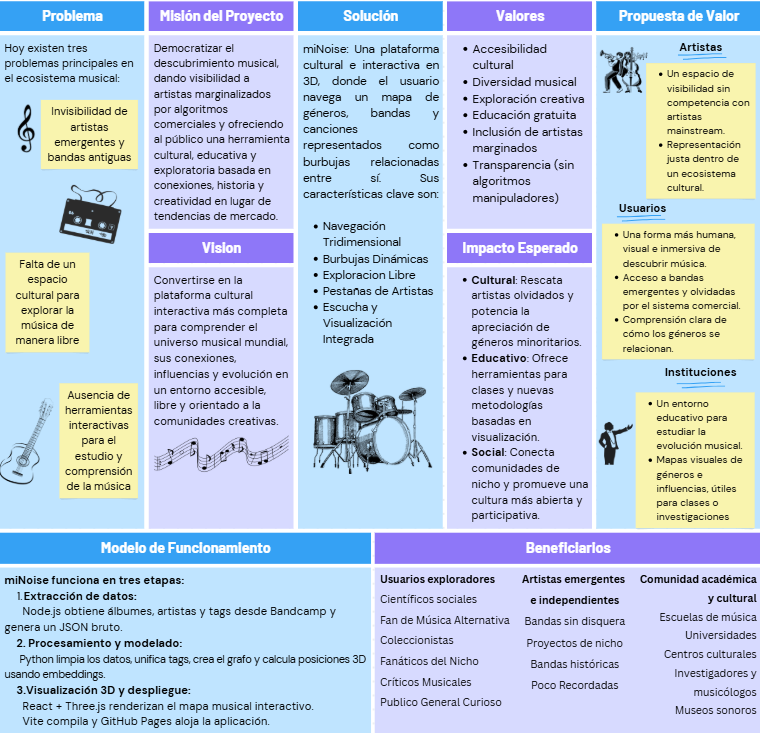 Problema
Hoy existen tres
problemas principales en
el ecosistema musical:
Invisibilidad de
artistas
emergentes y
bandas antiguas
Falta de un
espacio
cultural para
explorar la
música de
manera libre
Ausencia de
herramientas
interactivas
para el
estudio y
comprensión
de la música
Misión del Proyecto
Democratizar el
descubrimiento musical,
dando visibilidad a
artistas marginalizados
por algoritmos
comerciales y ofreciendo
al público una herramienta
cultural, educativa y
exploratoria basada en
conexiones, historia y
creatividad en lugar de
tendencias de mercado.
Vision
Convertirse en la
plataforma cultural
interactiva más completa
para comprender el
universo musical mundial,
sus conexiones,
influencias y evolución en
un entorno accesible,
libre y orientado a la
comunidades creativas.
Solución
miNoise: Una plataforma
cultural e interactiva en
3D, donde el usuario
navega un mapa de
géneros, bandas y
canciones
representados como
burbujas relacionadas
entre sí. Sus
características clave son:
• Navegación
Tridimensional
• Burbujas Dinámicas
• Exploracion Libre
• Pestañas de Artistas
• Escucha y
Visualización
Integrada
Valores
• Accesibilidad
cultural
• Diversidad musical
• Exploración creativa
• Educación gratuita
• Inclusión de artistas
marginados
• Transparencia (sin
algoritmos
manipuladores)
Impacto Esperado
• Cultural: Rescata
artistas olvidados y
potencia la
apreciación de
géneros minoritarios.
• Educativo: Ofrece
herramientas para
clases y nuevas
metodologías
basadas en
visualización.
• Social: Conecta
comunidades de
nicho y promueve una
cultura más abierta y
participativa.
Propuesta de Valor
Artistas
• Un espacio de
visibilidad sin
competencia con
artistas
mainstream.
• Representación
justa dentro de
un ecosistema
cultural.
Usuarios
• Una forma más humana,
visual e inmersiva de
descubrir música.
• Acceso a bandas
emergentes y olvidadas
por el sistema comercial.
• Comprensión clara de
cómo los géneros se
relacionan.
Instituciones
• Un entorno
educativo para
estudiar la
evolución musical.
• Mapas visuales de
géneros e
influencias, útiles
para clases o
investigaciones
Modelo de Funcionamiento
miNoise funciona en tres etapas:
1.Extracción de datos:
Node.js obtiene álbumes, artistas y tags desde Bandcamp y
genera un JSON bruto.
2. Procesamiento y modelado:
Python limpia los datos, unifica tags, crea el grafo y calcula posiciones 3D
usando embeddings.
3.Visualización 3D y despliegue:
React + Three.js renderizan el mapa musical interactivo.
Vite compila y GitHub Pages aloja la aplicación.
Beneficiarios
Usuarios exploradores
Científicos sociales
Fan de Música Alternativa
Coleccionistas
Fanáticos del Nicho
Críticos Musicales
Publico General Curioso
Artistas emergentes
e independientes
Bandas sin disquera
Proyectos de nicho
Bandas históricas
Poco Recordadas
Comunidad académica
y cultural
Escuelas de música
Universidades
Centros culturales
Investigadores y
musicólogos
Museos sonoros